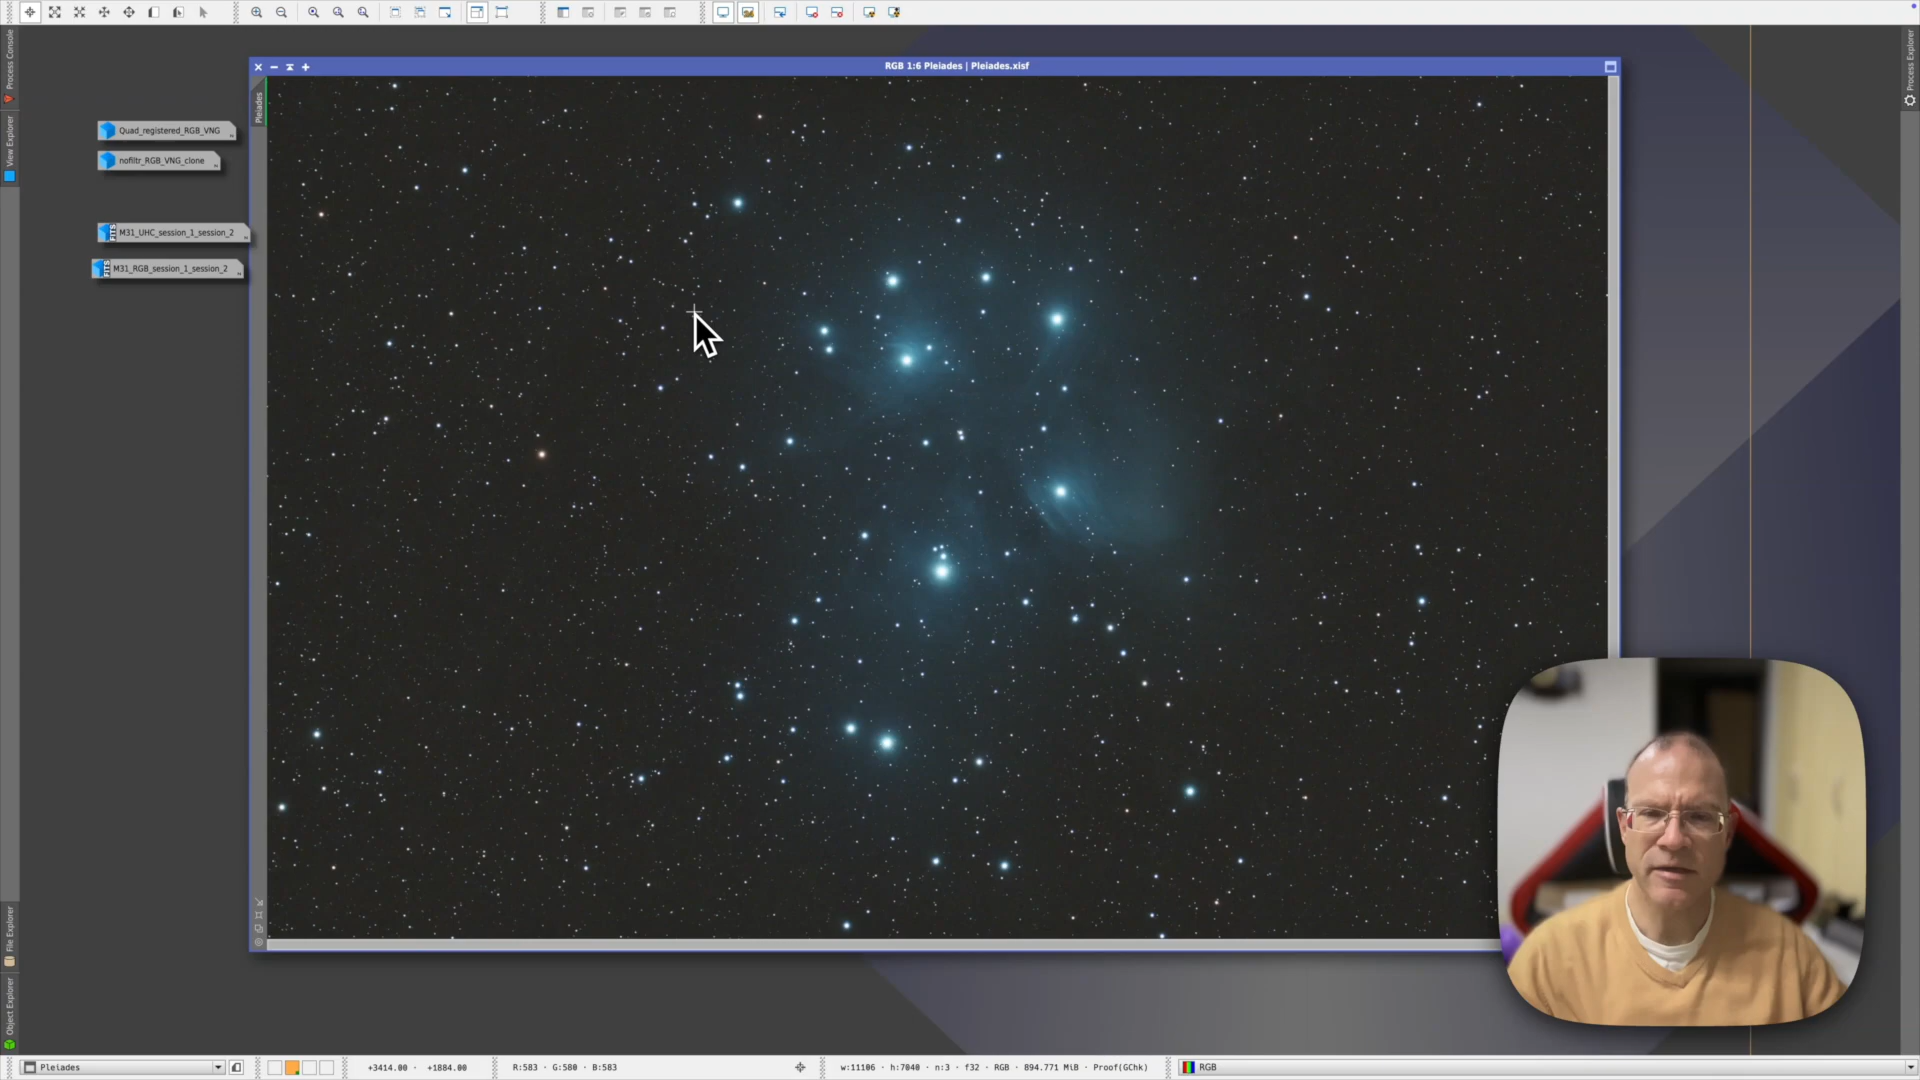 RGB 1:6 Pleiades | Pleiades.xisf
Process Console
View Explorer
File Explorer
Object Explorer
Process Explorer
Pleiades
Quad_registered_RGB_VNG
nofiltr_RGB_VNG_clone
FITS
M31_UHC_session_1_session_2
FITS
M31_RGB_session_1_session_2
Pleiades
+3414.00 · +1884.00
R:583 · G:580 · B:583
w:11106 · h:7040 · n:3 · f32 · RGB · 894.771 MiB · Proof(GChk)
RGB